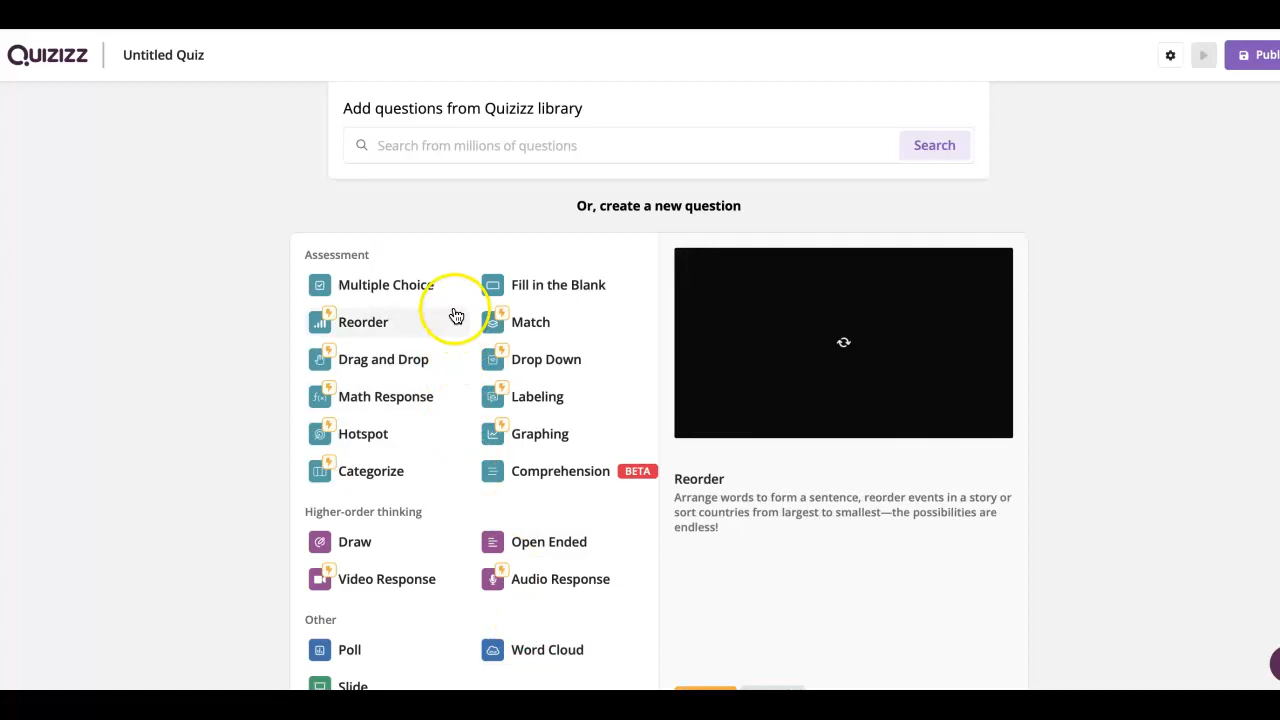 QUIZIZZ
Untitled Quiz
Publ
Add questions from Quizizz library
Search from millions of questions
Search
Or, create a new question
Assessment
Multiple Choice
Fill in the Blank
Reorder
Match
Drag and Drop
Drop Down
Math Response
Labeling
Hotspot
Graphing
Categorize
Comprehension BETA
Higher-order thinking
Draw
Open Ended
Video Response
Audio Response
Other
Poll
Word Cloud
Slide
Reorder
Arrange words to form a sentence, reorder events in a story or
sort countries from largest to smallest—the possibilities are
endless!